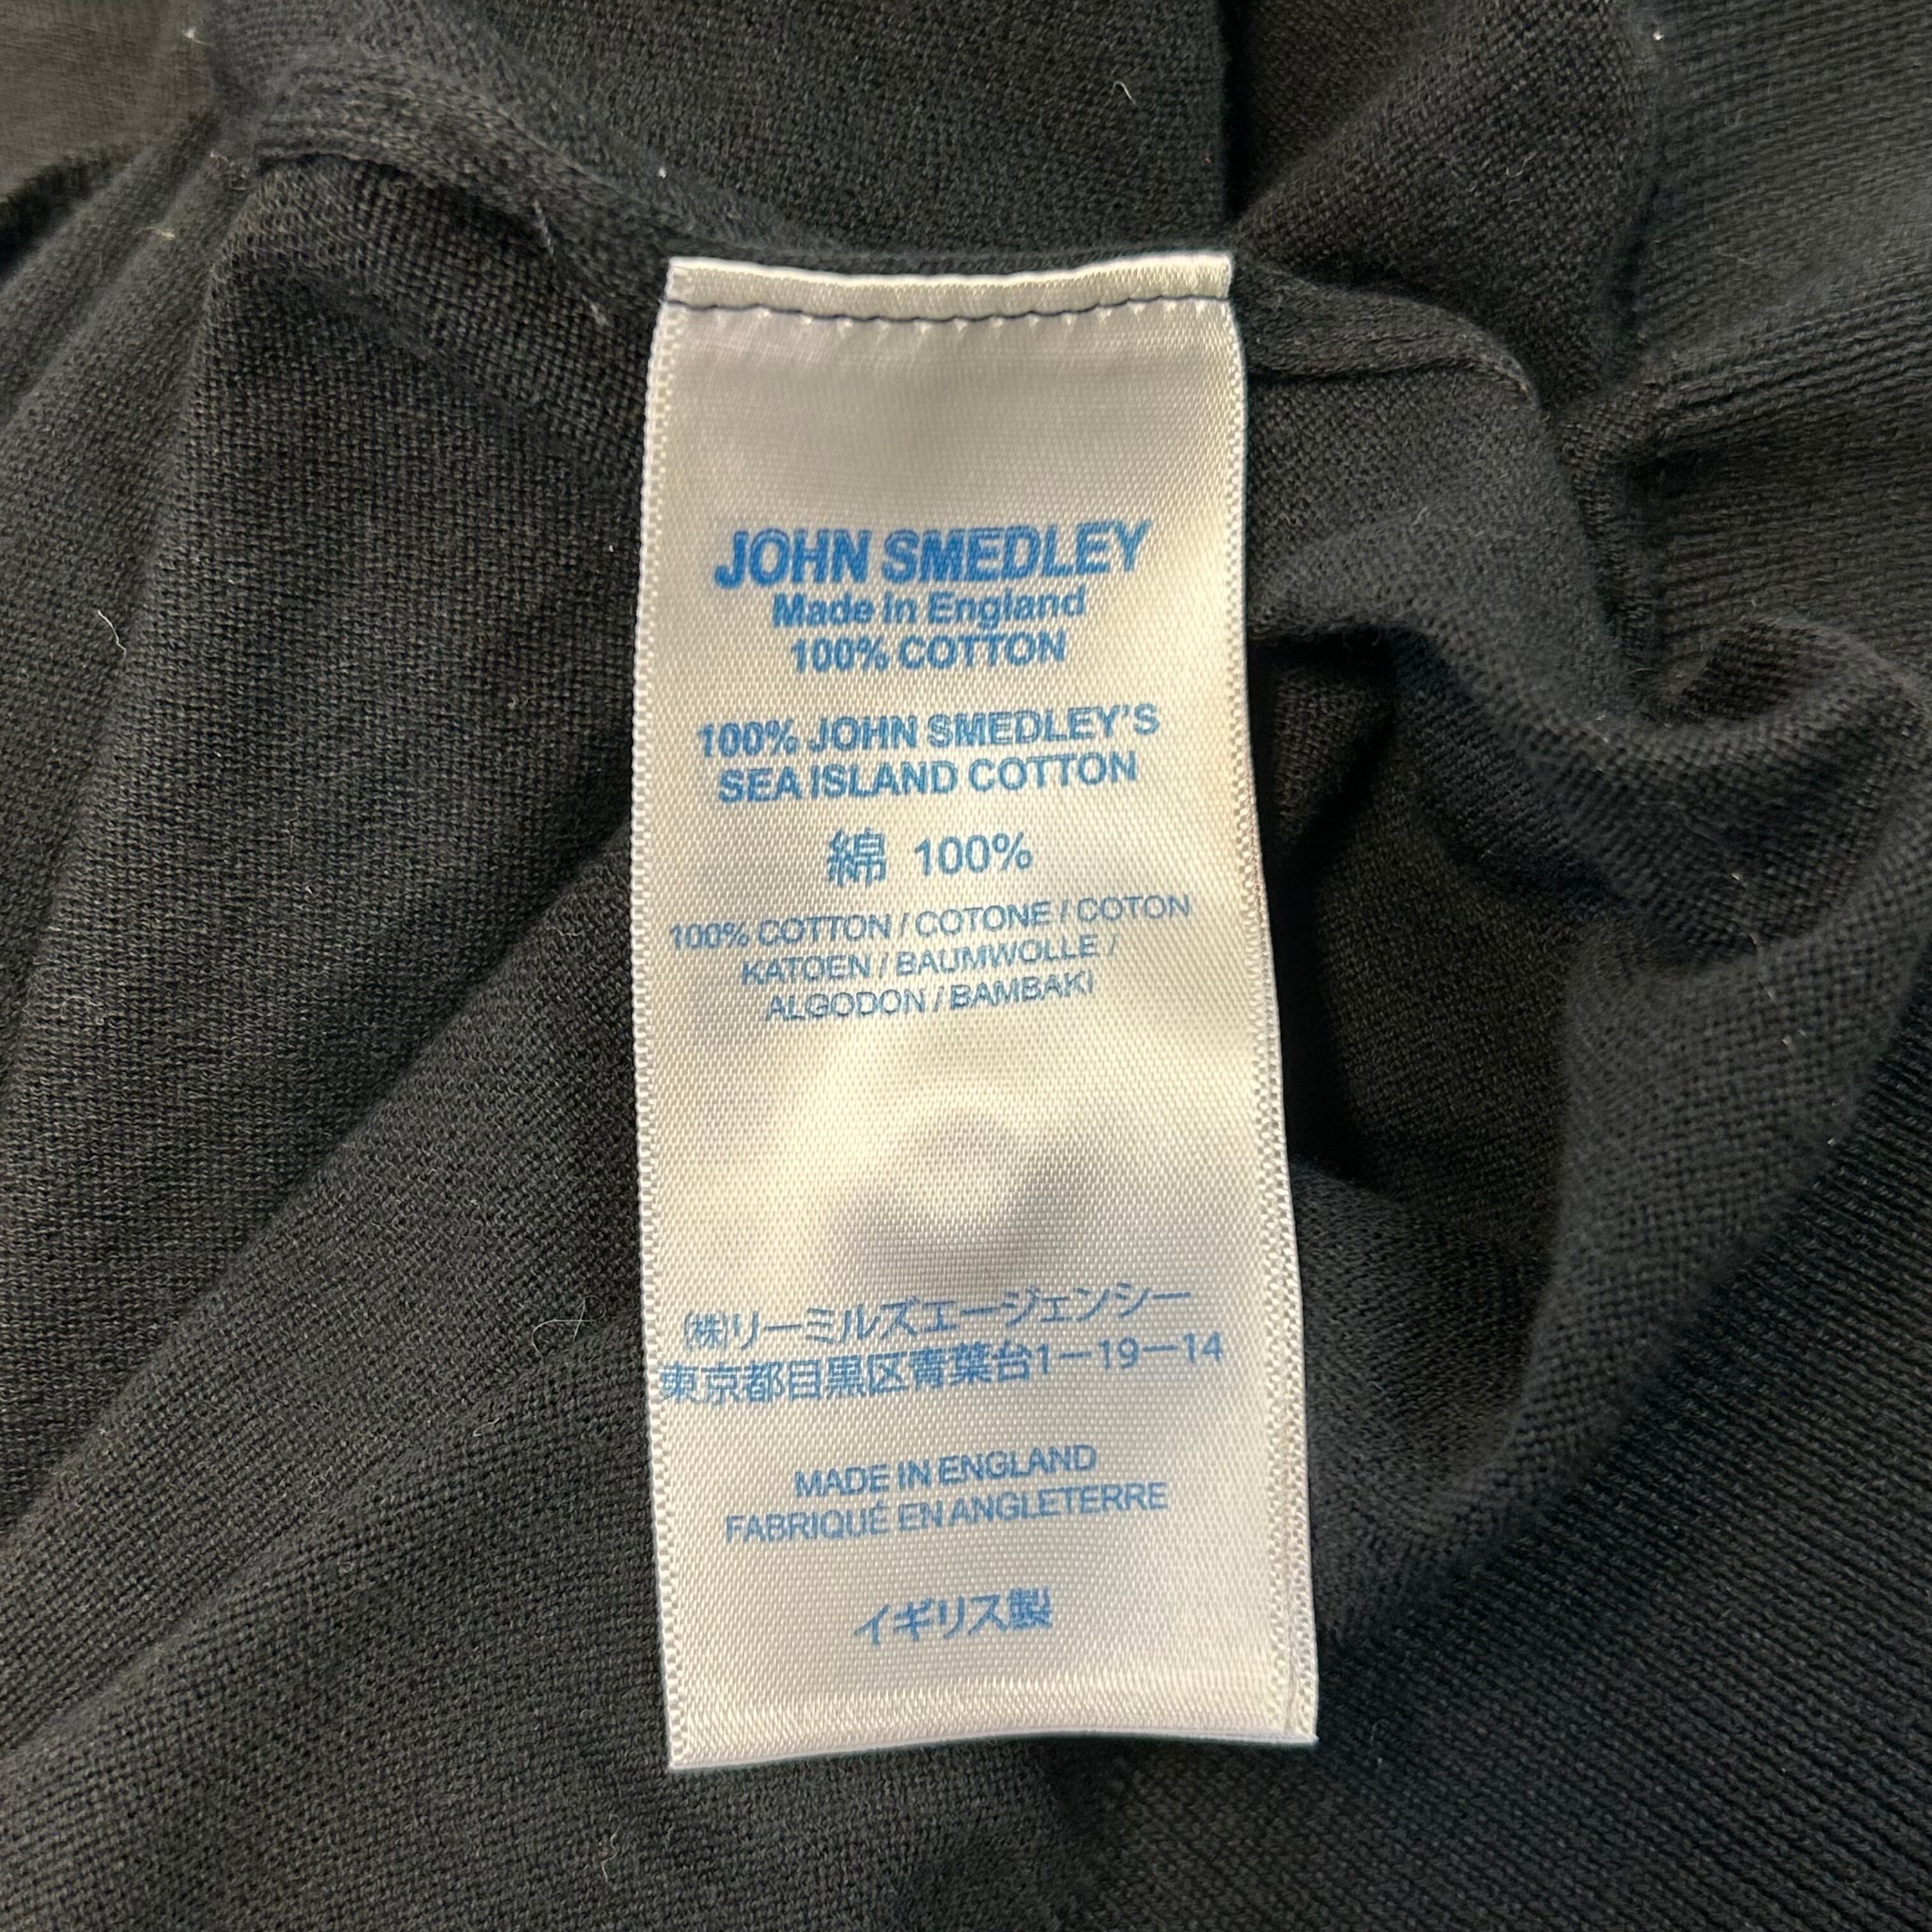 JOHN SMEDLEY
Made in England
100% COTTON
100% JOHN SMEDLEY'S
SEA ISLAND COTTON
綿 100%
100% COTTON / COTONE / COTON
KATOEN / BAUMWOLLE /
ALGODON / BAMBAKI
(株)リーミルズエージェンシー
東京都目黒区青葉台1-19-14
MADE IN ENGLAND
FABRIQUÉ EN ANGLETERRE
イギリス製